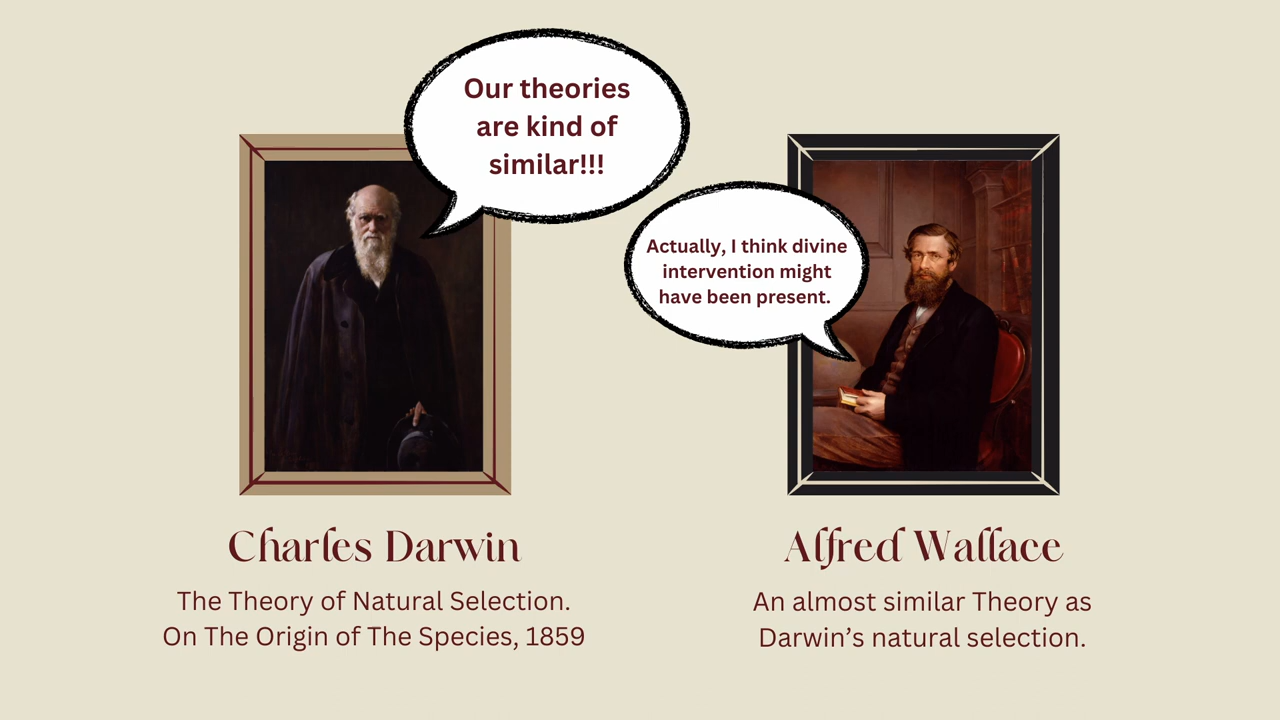 Our theories
are kind of
similar!!!
Actually, I think divine
intervention might
have been present.
Charles Darwin
The Theory of Natural Selection.
On The Origin of The Species, 1859
Alfred Wallace
An almost similar Theory as
Darwin’s natural selection.